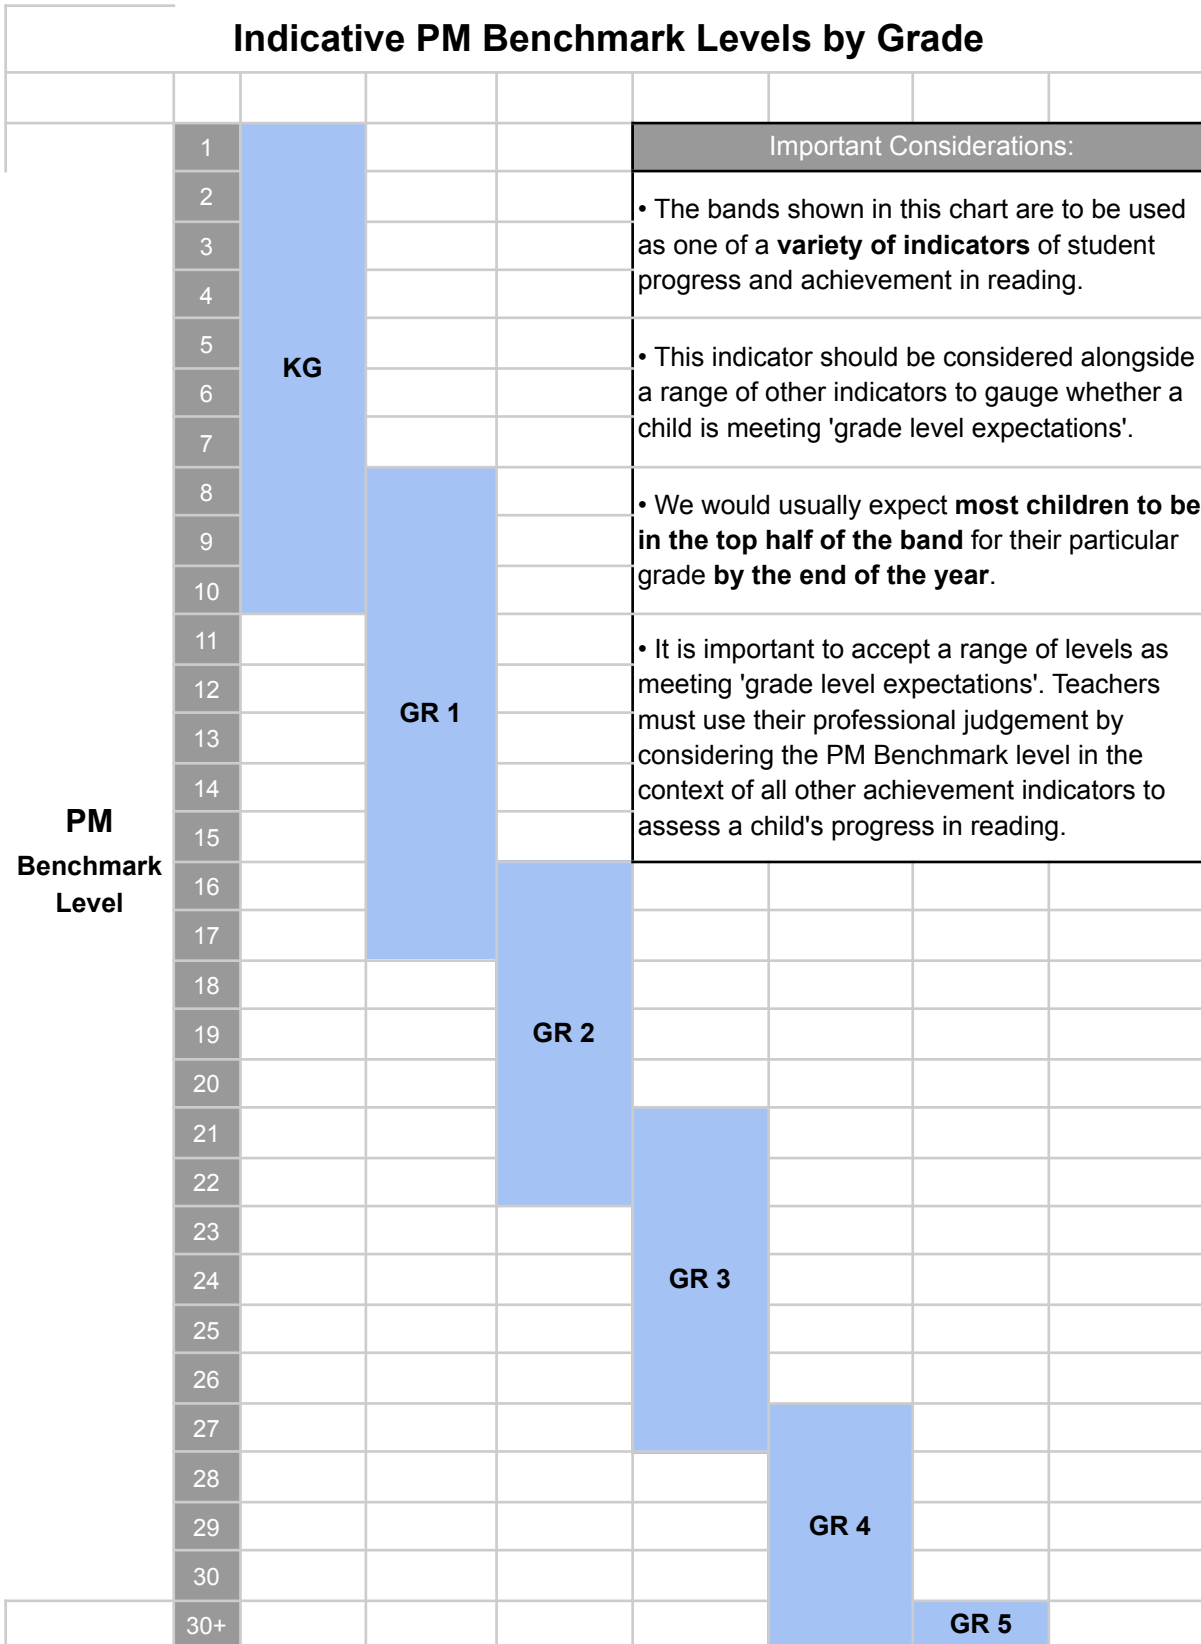 Indicative PM Benchmark Levels by Grade
Important Considerations:
• The bands shown in this chart are to be used
as one of a variety of indicators of student
progress and achievement in reading.
• This indicator should be considered alongside
a range of other indicators to gauge whether a
child is meeting 'grade level expectations'.
• We would usually expect most children to be
in the top half of the band for their particular
grade by the end of the year.
• It is important to accept a range of levels as
meeting 'grade level expectations'. Teachers
must use their professional judgement by
considering the PM Benchmark level in the
context of all other achievement indicators to
assess a child's progress in reading.
PM
Benchmark
Level
1
2
3
4
5
6
7
8
9
10
11
12
13
14
15
16
17
18
19
20
21
22
23
24
25
26
27
28
29
30
30+
KG
GR 1
GR 2
GR 3
GR 4
GR 5